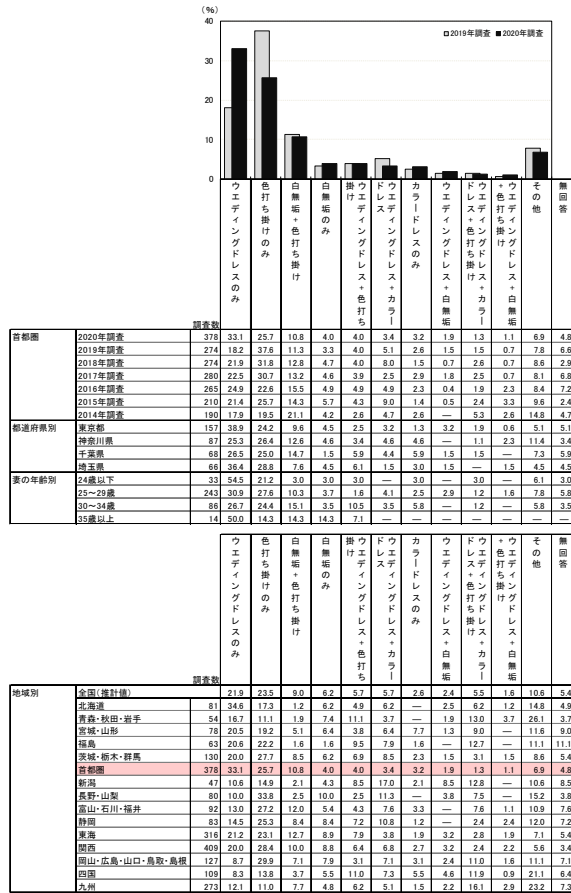 (%)
□2019年調査 ■2020年調査
40
30
20
10
0
ウエディングドレスのみ
色打ち掛けのみ
白無垢+色打ち掛け
白無垢のみ
ウエディングドレス+色打ち掛け
ウエディングドレス+カラードレス
カラードレスのみ
ウエディングドレス+白無垢
ウエディングドレス+カラードレス+色打ち掛け
ウエディングドレス+白無垢+色打ち掛け
その他
無回答
調査数
首都圏 2020年調査 378 33.1 25.7 10.8 4.0 4.0 3.4 3.2 1.9 1.3 1.1 6.9 4.8
2019年調査 274 18.2 37.6 11.3 3.3 4.0 5.1 2.6 1.5 1.5 0.7 7.8 6.6
2018年調査 274 21.9 31.8 12.8 4.7 4.0 8.0 1.5 0.7 2.6 0.7 8.6 2.9
2017年調査 280 22.5 30.7 13.2 4.6 3.9 2.5 2.9 1.8 2.5 0.7 8.1 6.8
2016年調査 265 24.9 22.6 15.5 4.9 4.9 4.9 2.3 0.4 1.9 2.3 8.4 7.2
2015年調査 210 21.4 25.7 14.3 5.7 4.3 9.0 1.4 0.5 2.4 3.3 9.6 2.4
2014年調査 190 17.9 19.5 21.1 4.2 2.6 4.7 2.6 — 5.3 2.6 14.8 4.7
都道府県別 東京都 157 38.9 24.2 9.6 4.5 2.5 3.2 1.3 3.2 1.9 0.6 5.1 5.1
神奈川県 87 25.3 26.4 12.6 4.6 3.4 4.6 4.6 — 1.1 2.3 11.4 3.4
千葉県 68 26.5 25.0 14.7 1.5 5.9 4.4 5.9 1.5 1.5 — 7.3 5.9
埼玉県 66 36.4 28.8 7.6 4.5 6.1 1.5 3.0 1.5 — 1.5 4.5 4.5
妻の年齢別 24歳以下 33 54.5 21.2 3.0 3.0 3.0 — 3.0 — 3.0 — 6.1 3.0
25~29歳 243 30.9 27.6 10.3 3.7 1.6 4.1 2.5 2.9 1.2 1.6 7.8 5.8
30~34歳 86 26.7 24.4 15.1 3.5 10.5 3.5 5.8 — 1.2 — 5.8 3.5
35歳以上 14 50.0 14.3 14.3 14.3 7.1 — — — — — — —
ウエディングドレスのみ
色打ち掛けのみ
白無垢+色打ち掛け
白無垢のみ
ウエディングドレス+色打ち掛け
ウエディングドレス+カラードレス
カラードレスのみ
ウエディングドレス+白無垢
ウエディングドレス+カラードレス+色打ち掛け
ウエディングドレス+白無垢+色打ち掛け
その他
無回答
調査数
地域別 全国(推計値) 21.9 23.5 9.0 6.2 5.7 5.7 2.6 2.4 5.5 1.6 10.6 5.4
北海道 81 34.6 17.3 1.2 6.2 4.9 6.2 — 2.5 6.2 1.2 14.8 4.9
青森・秋田・岩手 54 16.7 11.1 1.9 7.4 11.1 3.7 — 1.9 13.0 3.7 26.1 3.7
宮城・山形 78 20.5 19.2 5.1 6.4 3.8 6.4 7.7 1.3 9.0 — 11.6 9.0
福島 63 20.6 22.2 1.6 1.6 9.5 7.9 1.6 — 12.7 — 11.1 11.1
茨城・栃木・群馬 130 20.0 27.7 8.5 6.2 6.9 8.5 2.3 1.5 3.1 1.5 8.6 5.4
首都圏 378 33.1 25.7 10.8 4.0 4.0 3.4 3.2 1.9 1.3 1.1 6.9 4.8
新潟 47 10.6 14.9 2.1 4.3 8.5 17.0 2.1 8.5 12.8 — 10.6 8.5
長野・山梨 80 10.0 33.8 2.5 10.0 2.5 11.3 — 3.8 7.5 — 15.2 3.8
富山・石川・福井 92 13.0 27.2 12.0 5.4 4.3 7.6 3.3 — 7.6 1.1 10.9 7.6
静岡 83 14.5 25.3 8.4 8.4 7.2 10.8 1.2 — 2.4 2.4 12.0 7.2
東海 316 21.2 23.1 12.7 8.9 7.9 3.8 1.9 3.2 2.8 1.9 7.1 5.4
関西 409 20.0 28.4 10.0 8.8 6.4 6.8 2.7 3.2 2.4 2.2 5.6 3.4
岡山・広島・山口・鳥取・島根 127 8.7 29.9 7.1 7.9 3.1 7.1 3.1 2.4 11.0 1.6 11.1 7.1
四国 109 8.3 13.8 3.7 5.5 11.0 7.3 5.5 4.6 11.9 0.9 21.1 6.4
九州 273 12.1 11.0 7.7 4.8 6.2 5.1 1.5 2.2 16.1 2.9 23.2 7.3